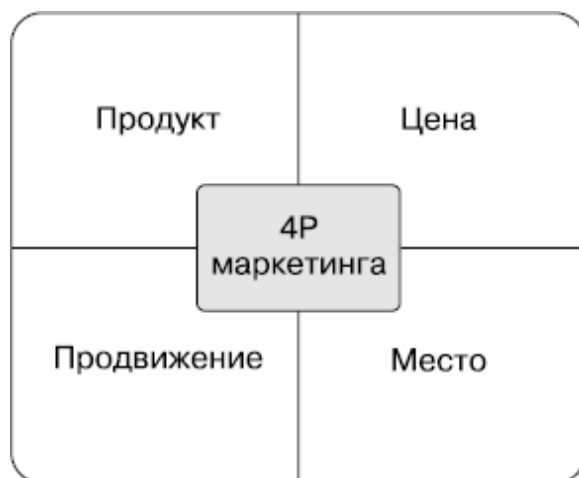 Продукт
Цена
4P
маркетинга
Продвижение
Место